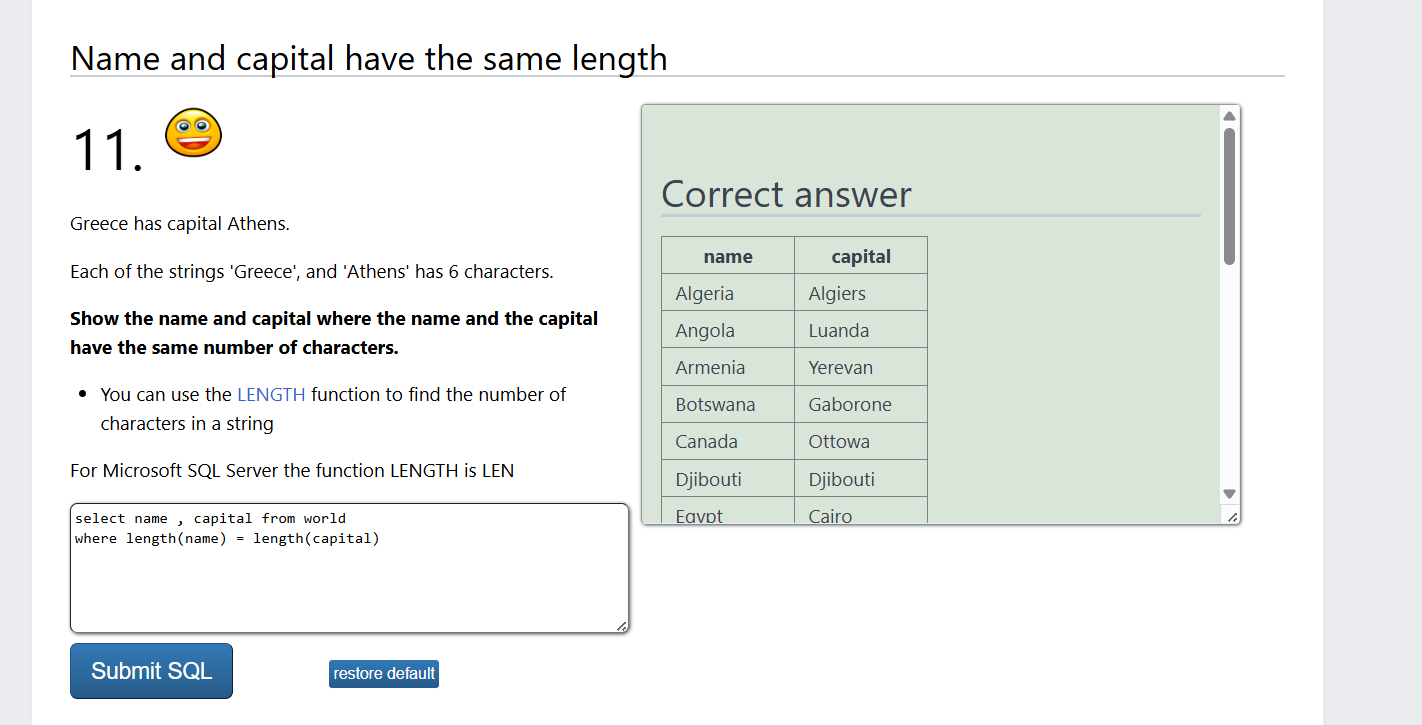 Name and capital have the same length
11.
Greece has capital Athens.
Each of the strings 'Greece', and 'Athens' has 6 characters.
Show the name and capital where the name and the capital
have the same number of characters.
You can use the LENGTH function to find the number of
characters in a string
For Microsoft SQL Server the function LENGTH is LEN
select name , capital from world
where length(name) = length(capital)
Submit SQL
restore default
Correct answer
name capital
Algeria Algiers
Angola Luanda
Armenia Yerevan
Botswana Gaborone
Canada Ottowa
Djibouti Djibouti
Egypt Cairo